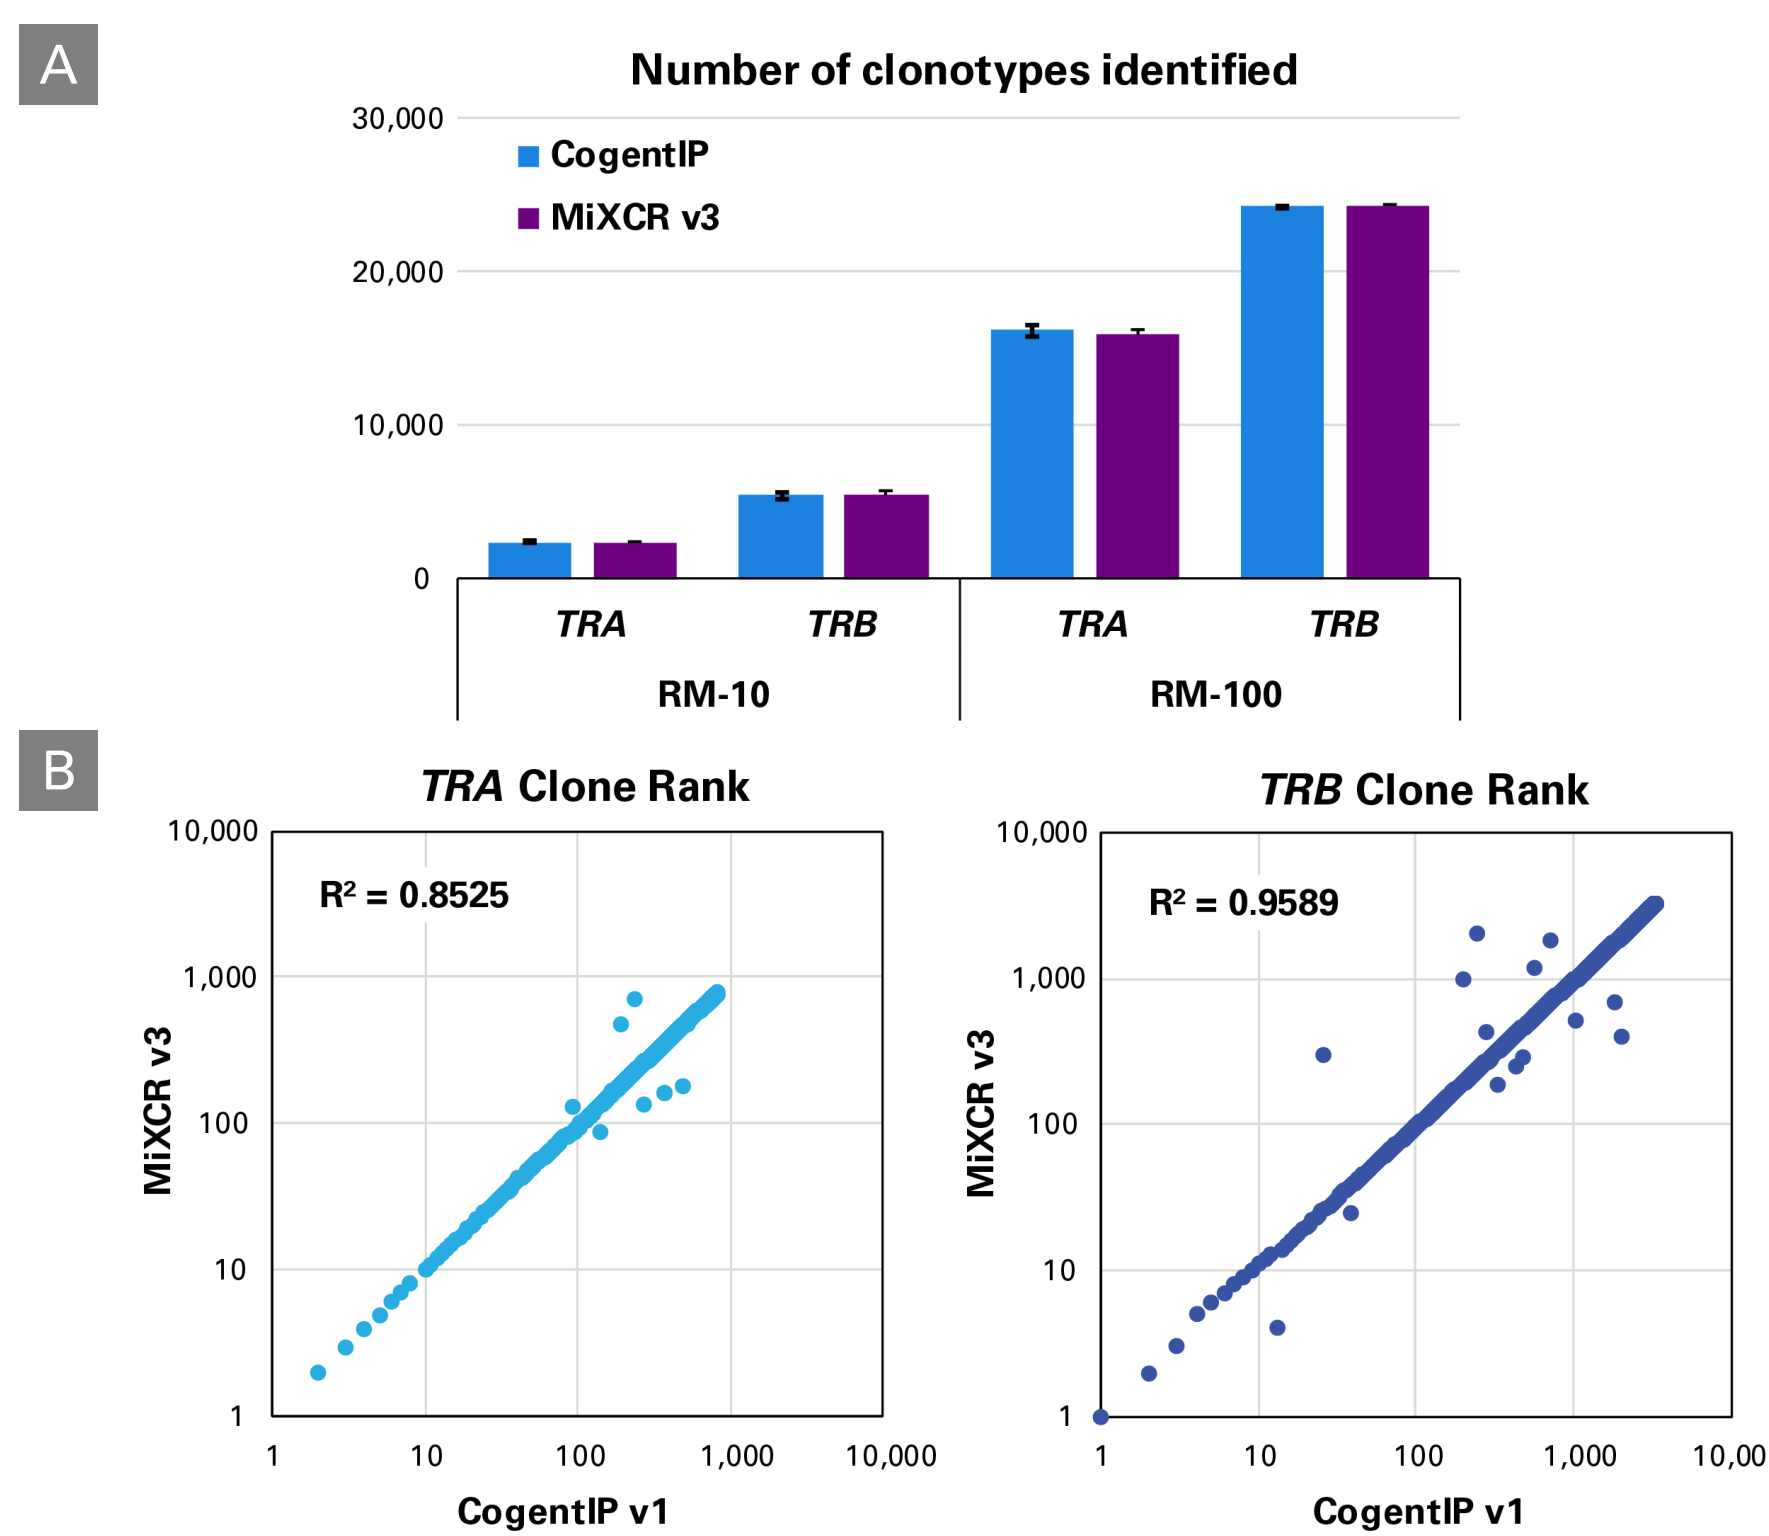 A
Number of clonotypes identified
30,000
CogentIP
MiXCR v3
20,000
10,000
0
TRA TRB TRA TRB
RM-10 RM-100
B
TRA Clone Rank
10,000
R² = 0.8525
1,000
100
10
1
MiXCR v3
1 10 100 1,000 10,000
CogentIP v1
TRB Clone Rank
10,000
R² = 0.9589
1,000
100
10
1
MiXCR v3
1 10 100 1,000 10,00
CogentIP v1